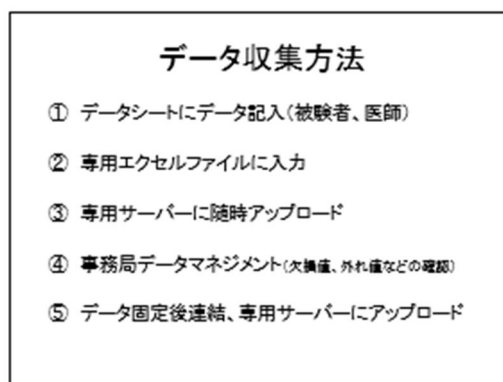 データ収集方法
① データシートにデータ記入(被験者、医師)
② 専用エクセルファイルに入力
③ 専用サーバーに随時アップロード
④ 事務局データマネジメント(欠損値、外れ値などの確認)
⑤ データ固定後連結、専用サーバーにアップロード